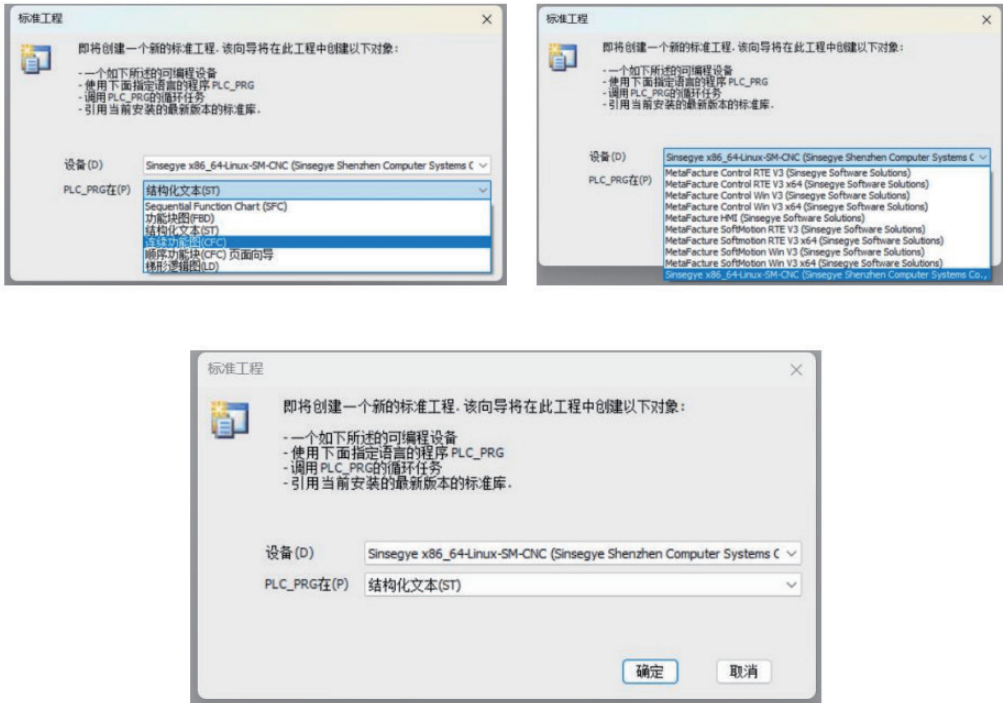 标准工程
即将创建一个新的标准工程.该向导将在此工程中创建以下对象:
-一个如下所述的可编程设备
-使用下面指定语言的程序PLC_PRG
-调用PLC_PRG的循环任务
-引用当前安装的最新版本的标准库.
设备(D)
Sinsegye x86_64-Linux-SM-CNC (Sinsegye Shenzhen Computer Systems C
PLC_PRG在(P)
结构化文本(ST)
Sequential Function Chart (SFC)
功能块图(FBD)
结构化文本(ST)
连续功能图(CFC)
顺序功能块(CFC) 页面向导
梯形逻辑图(LD)
标准工程
即将创建一个新的标准工程.该向导将在此工程中创建以下对象:
-一个如下所述的可编程设备
-使用下面指定语言的程序PLC_PRG
-调用PLC_PRG的循环任务
-引用当前安装的最新版本的标准库.
设备(D)
Sinsegye x86_64-Linux-SM-CNC (Sinsegye Shenzhen Computer Systems C
PLC_PRG在(P)
MetaFacture Control RTE V3 (Sinsegye Software Solutions)
MetaFacture Control RTE V3 x64 (Sinsegye Software Solutions)
MetaFacture Control Win V3 (Sinsegye Software Solutions)
MetaFacture Control Win V3 x64 (Sinsegye Software Solutions)
MetaFacture HMI (Sinsegye Software Solutions)
MetaFacture SoftMotion RTE V3 (Sinsegye Software Solutions)
MetaFacture SoftMotion RTE V3 x64 (Sinsegye Software Solutions)
MetaFacture SoftMotion Win V3 (Sinsegye Software Solutions)
MetaFacture SoftMotion Win V3 x64 (Sinsegye Software Solutions)
Sinsegye x86_64-Linux-SM-CNC (Sinsegye Shenzhen Computer Systems Co.,
标准工程
即将创建一个新的标准工程.该向导将在此工程中创建以下对象:
-一个如下所述的可编程设备
-使用下面指定语言的程序PLC_PRG
-调用PLC_PRG的循环任务
-引用当前安装的最新版本的标准库.
设备(D)
Sinsegye x86_64-Linux-SM-CNC (Sinsegye Shenzhen Computer Systems C
PLC_PRG在(P)
结构化文本(ST)
确定
取消